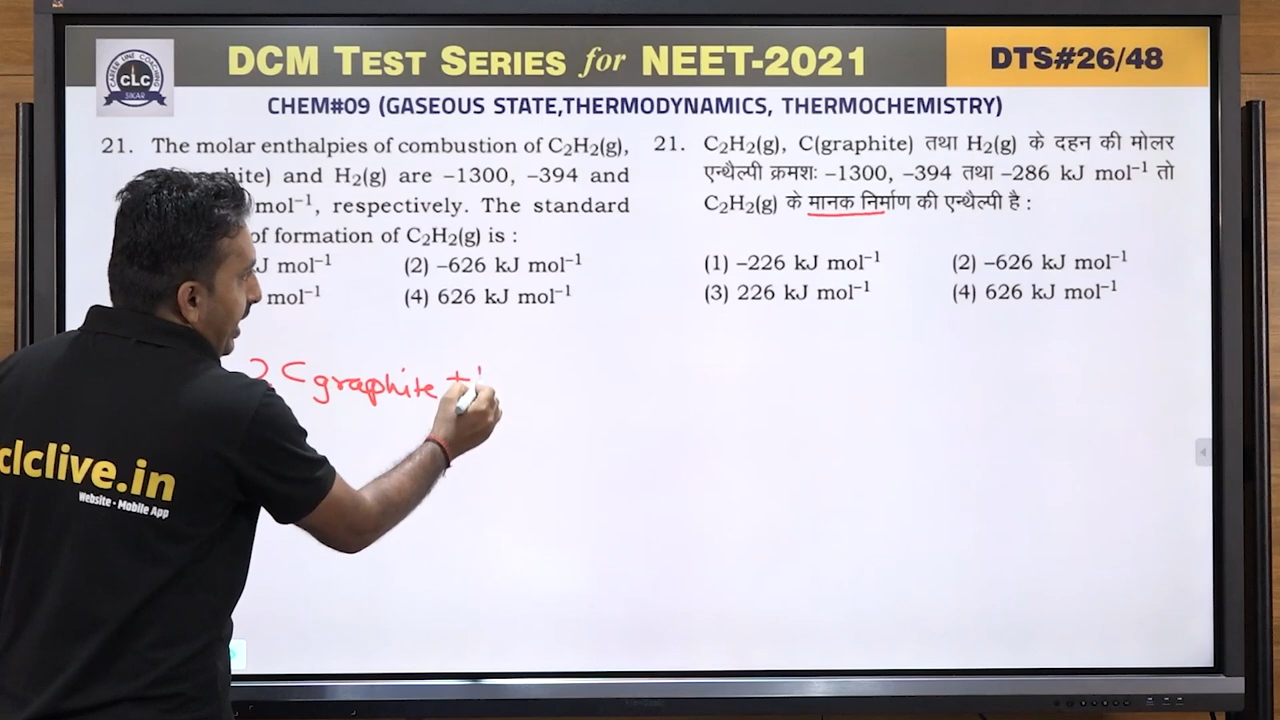 DCM TEST SERIES for NEET-2021
DTS#26/48
CLC
SIKAR
CHEM#09 (GASEOUS STATE,THERMODYNAMICS, THERMOCHEMISTRY)
21. The molar enthalpies of combustion of C₂H₂(g),
and H₂(g) are –1300, –394 and
mol⁻¹, respectively. The standard
of formation of C₂H₂(g) is :
J mol⁻¹ (2) –626 kJ mol⁻¹
mol⁻¹ (4) 626 kJ mol⁻¹
21. C₂H₂(g), C(graphite) तथा H₂(g) के दहन की मोलर
एन्थैल्पी क्रमशः –1300, –394 तथा –286 kJ mol⁻¹ तो
C₂H₂(g) के मानक निर्माण की एन्थैल्पी है :
(1) –226 kJ mol⁻¹ (2) –626 kJ mol⁻¹
(3) 226 kJ mol⁻¹ (4) 626 kJ mol⁻¹
2 C graphite +
clclive.in
Website • Mobile App